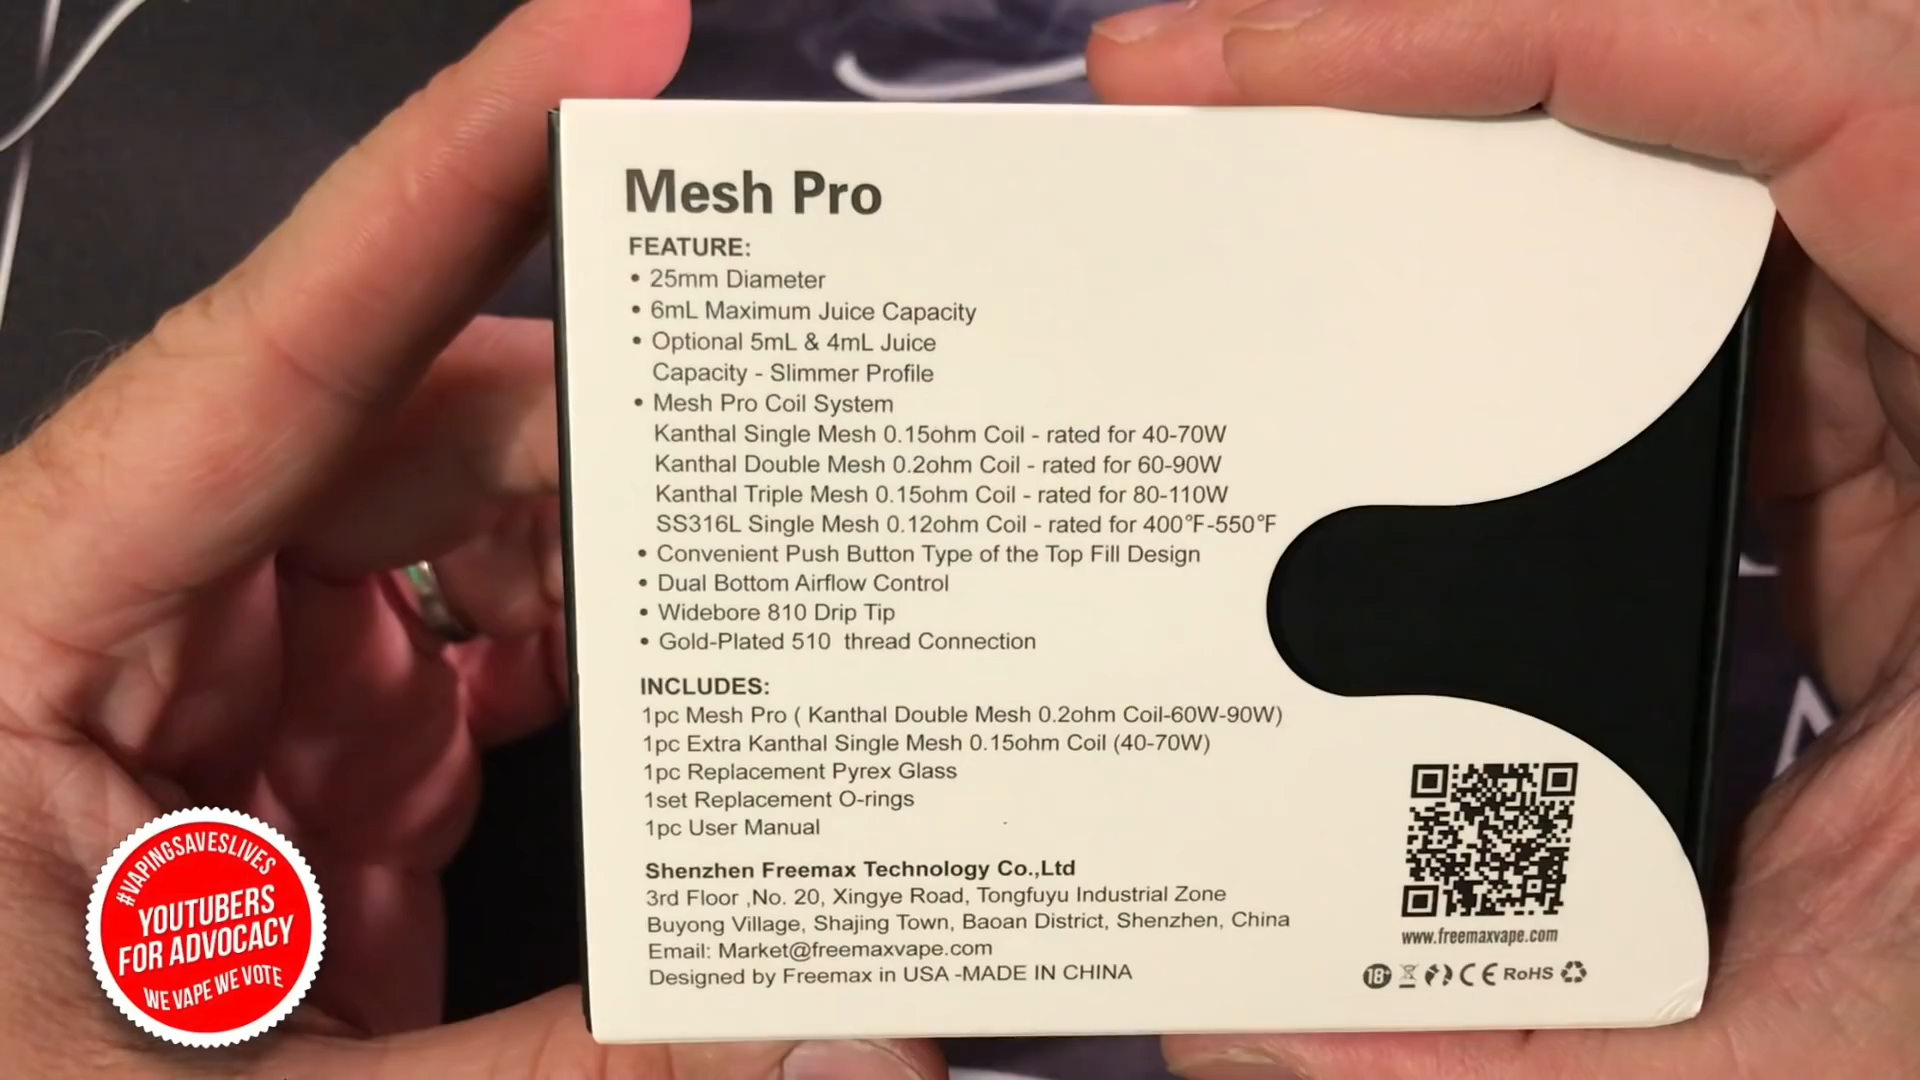 Mesh Pro
FEATURE:
• 25mm Diameter
• 6mL Maximum Juice Capacity
• Optional 5mL & 4mL Juice
Capacity - Slimmer Profile
• Mesh Pro Coil System
Kanthal Single Mesh 0.15ohm Coil - rated for 40-70W
Kanthal Double Mesh 0.2ohm Coil - rated for 60-90W
Kanthal Triple Mesh 0.15ohm Coil - rated for 80-110W
SS316L Single Mesh 0.12ohm Coil - rated for 400°F-550°F
• Convenient Push Button Type of the Top Fill Design
• Dual Bottom Airflow Control
• Widebore 810 Drip Tip
• Gold-Plated 510 thread Connection
INCLUDES:
1pc Mesh Pro ( Kanthal Double Mesh 0.2ohm Coil-60W-90W)
1pc Extra Kanthal Single Mesh 0.15ohm Coil (40-70W)
1pc Replacement Pyrex Glass
1set Replacement O-rings
1pc User Manual
Shenzhen Freemax Technology Co.,Ltd
3rd Floor ,No. 20, Xingye Road, Tongfuyu Industrial Zone
Buyong Village, Shajing Town, Baoan District, Shenzhen, China
Email: Market@freemaxvape.com
Designed by Freemax in USA -MADE IN CHINA
www.freemaxvape.com
18+ CE RoHS
#VAPINGSAVESLIVES
YOUTUBERS
FOR ADVOCACY
WE VAPE WE VOTE